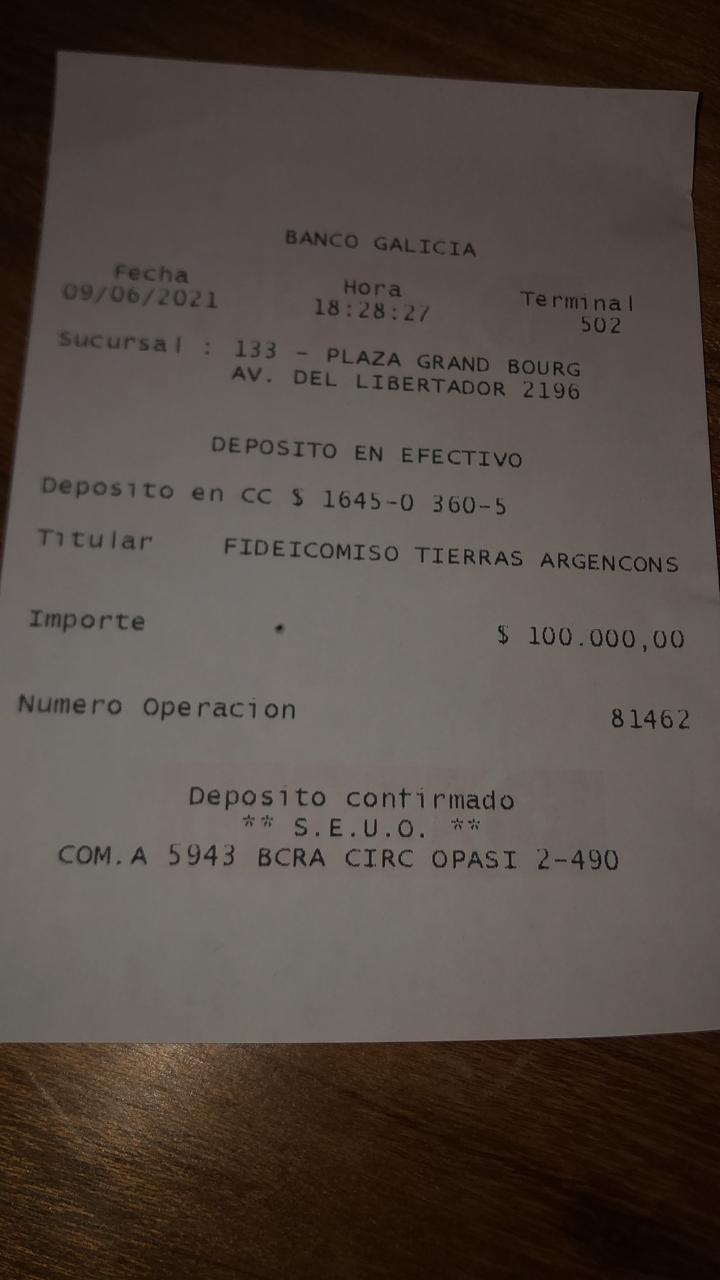 BANCO GALICIA
Fecha Hora Terminal
09/06/2021 18:28:27 502
Sucursal : 133 - PLAZA GRAND BOURG
AV. DEL LIBERTADOR 2196
DEPOSITO EN EFECTIVO
Deposito en CC $ 1645-0 360-5
Titular FIDEICOMISO TIERRAS ARGENCONS
Importe $ 100.000,00
Numero Operacion 81462
Deposito confirmado
** S.E.U.O. **
COM.A 5943 BCRA CIRC OPASI 2-490